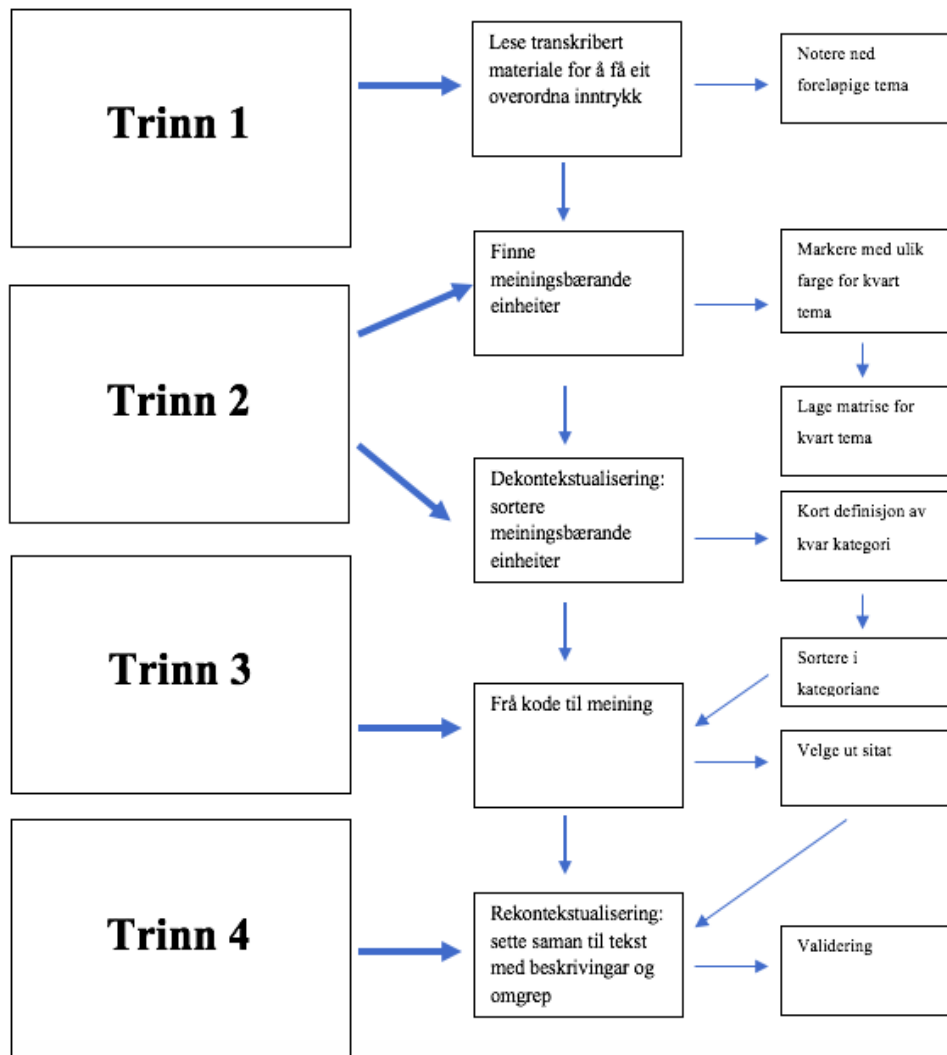 Trinn 1
Lese transkribert
materiale for å få eit
overordna inntrykk
Notere ned
foreløpige tema
Trinn 2
Finne
meiningsbærande
einheiter
Markere med ulik
farge for kvart
tema
Lage matrise for
kvart tema
Dekontekstualisering:
sortere
meiningsbærande
einheiter
Kort definisjon av
kvar kategori
Sortere i
kategoriane
Trinn 3
Frå kode til meining
Velge ut sitat
Trinn 4
Rekontekstualisering:
sette saman til tekst
med beskrivingar og
omgrep
Validering